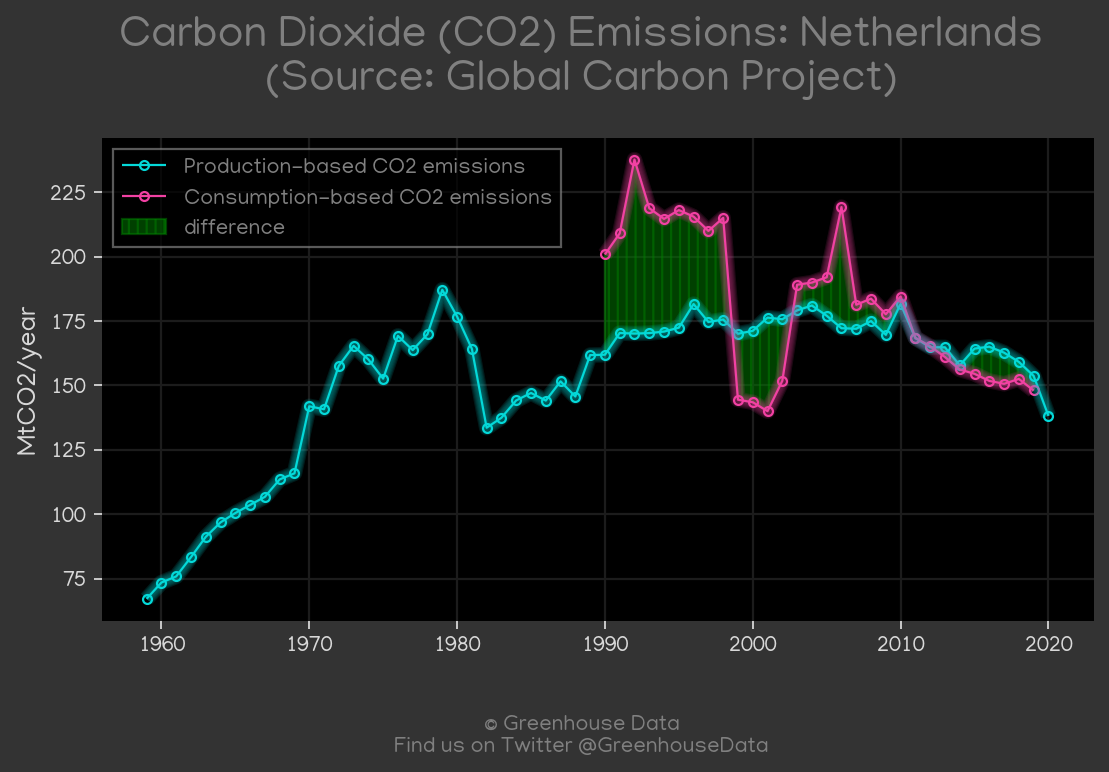 Carbon Dioxide (CO2) Emissions: Netherlands
(Source: Global Carbon Project)
Production-based CO2 emissions
Consumption-based CO2 emissions
difference
MtCO2/year
225
200
175
150
125
100
75
1960 1970 1980 1990 2000 2010 2020
© Greenhouse Data
Find us on Twitter @GreenhouseData